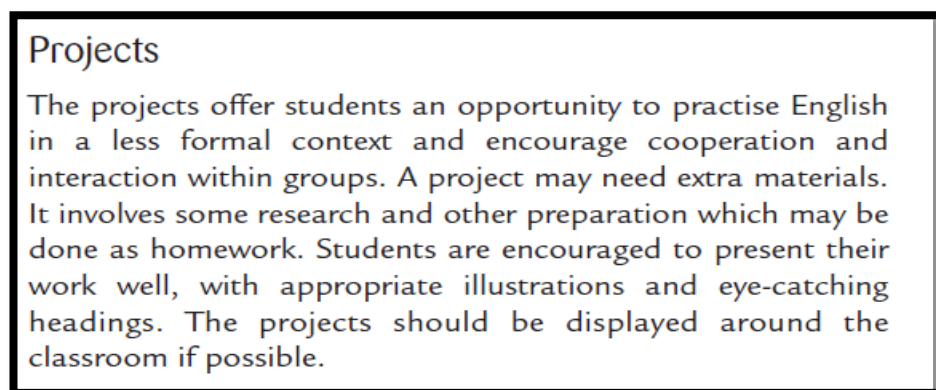 Projects
The projects offer students an opportunity to practise English
in a less formal context and encourage cooperation and
interaction within groups. A project may need extra materials.
It involves some research and other preparation which may be
done as homework. Students are encouraged to present their
work well, with appropriate illustrations and eye-catching
headings. The projects should be displayed around the
classroom if possible.